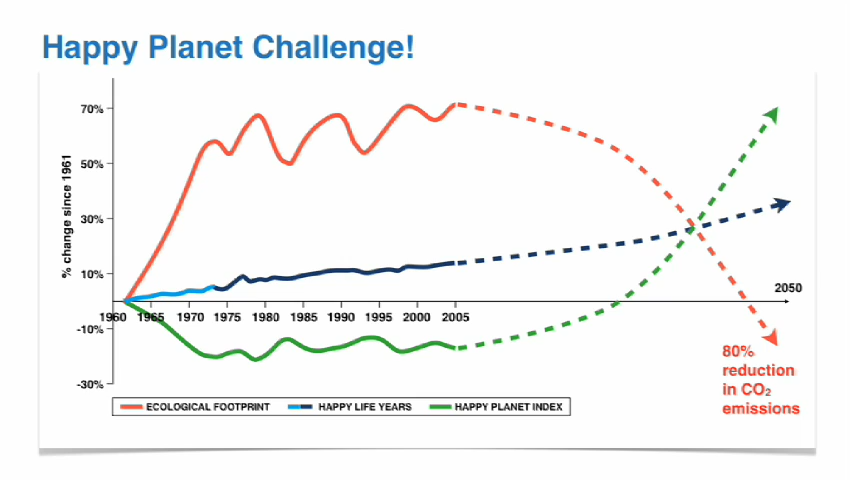 Happy Planet Challenge!
% change since 1961
70%
50%
30%
10%
-10%
-30%
1960 1965 1970 1975 1980 1985 1990 1995 2000 2005
2050
80%
reduction
in CO₂
emissions
ECOLOGICAL FOOTPRINT HAPPY LIFE YEARS HAPPY PLANET INDEX